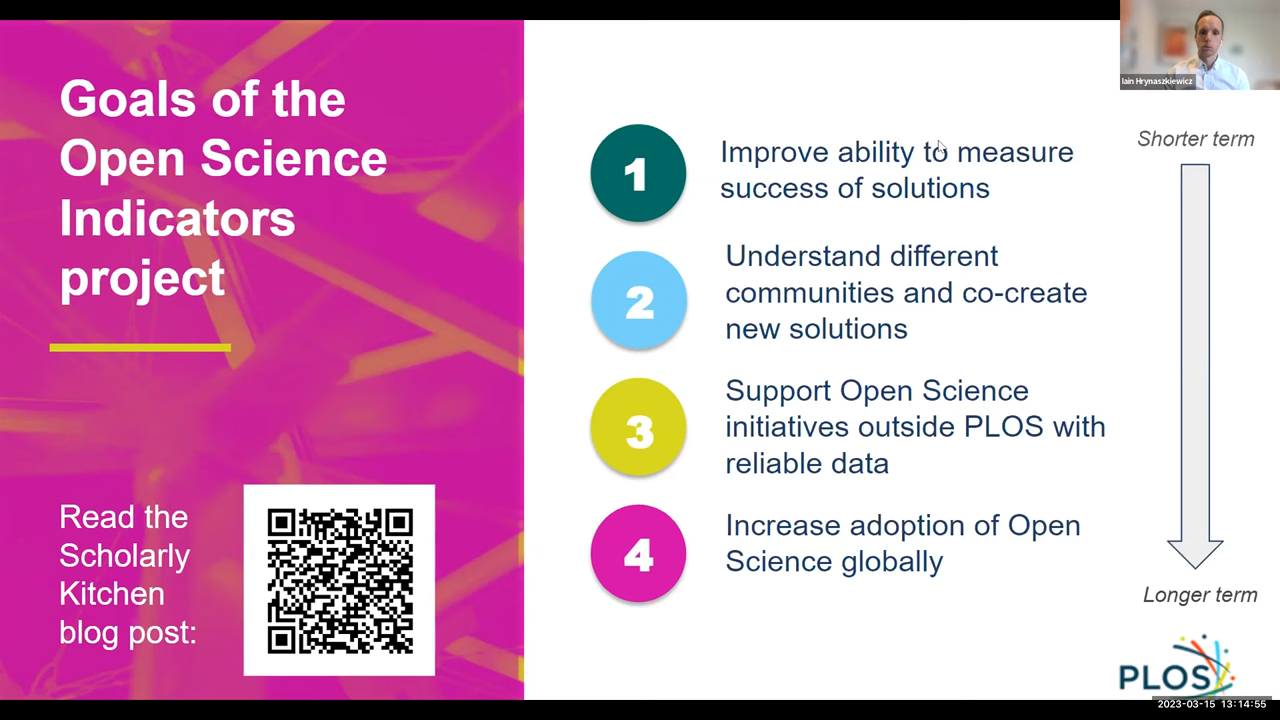 Goals of the
Open Science
Indicators
project
Read the
Scholarly
Kitchen
blog post:
1
Improve ability to measure
success of solutions
2
Understand different
communities and co-create
new solutions
3
Support Open Science
initiatives outside PLOS with
reliable data
4
Increase adoption of Open
Science globally
Iain Hrynaszkiewicz
Shorter term
Longer term
PLOS
2023-03-15 13:14:55